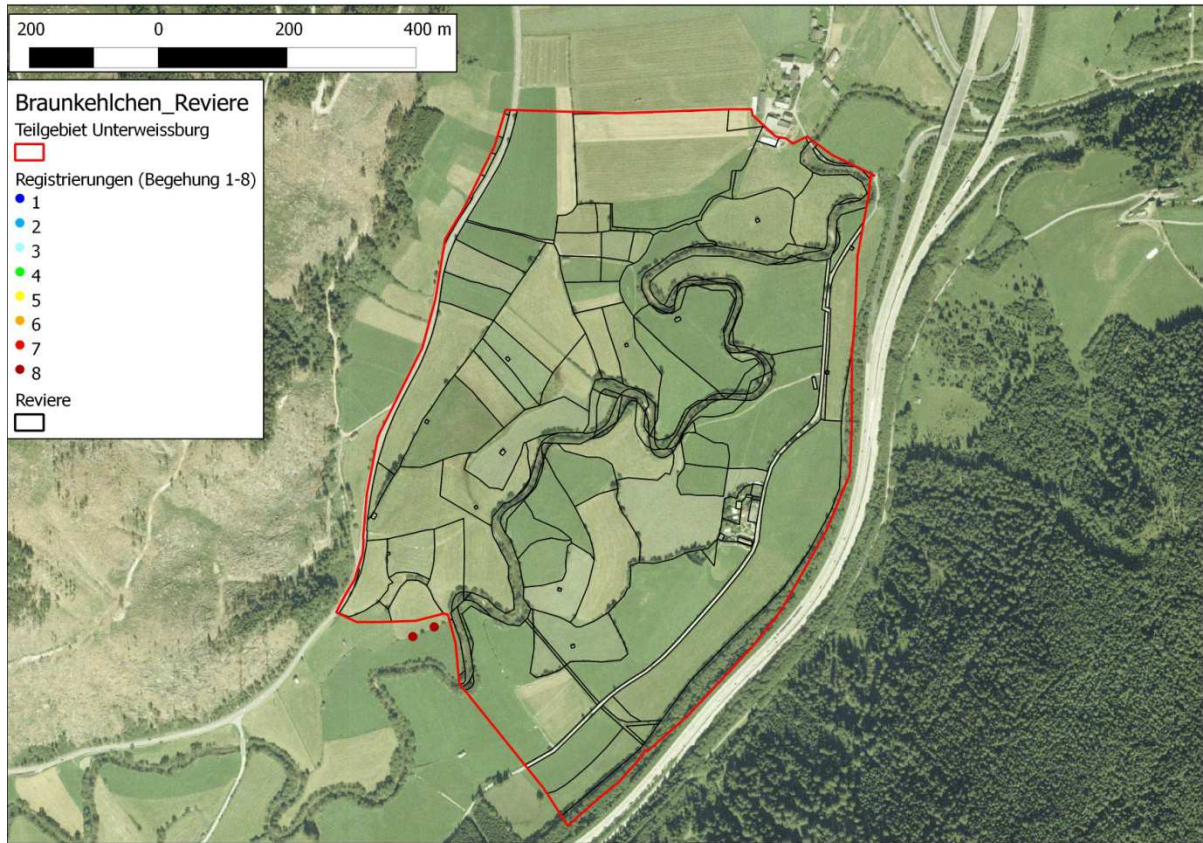 200 0 200 400 m
Braunkehlchen_Reviere
Teilgebiet Unterweissburg
Registrierungen (Begehung 1-8)
1
2
3
4
5
6
7
8
Reviere